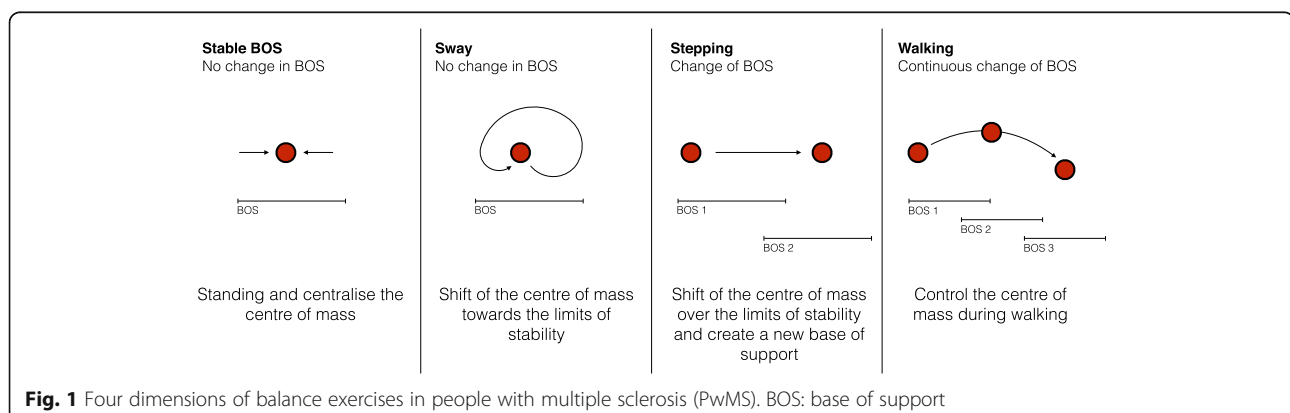 Stable BOS
No change in BOS
BOS
Standing and centralise the
centre of mass
Sway
No change in BOS
BOS
Shift of the centre of mass
towards the limits of
stability
Stepping
Change of BOS
BOS 1
BOS 2
Shift of the centre of mass
over the limits of stability
and create a new base of
support
Walking
Continuous change of BOS
BOS 1
BOS 2
BOS 3
Control the centre of
mass during walking
Fig. 1 Four dimensions of balance exercises in people with multiple sclerosis (PwMS). BOS: base of support